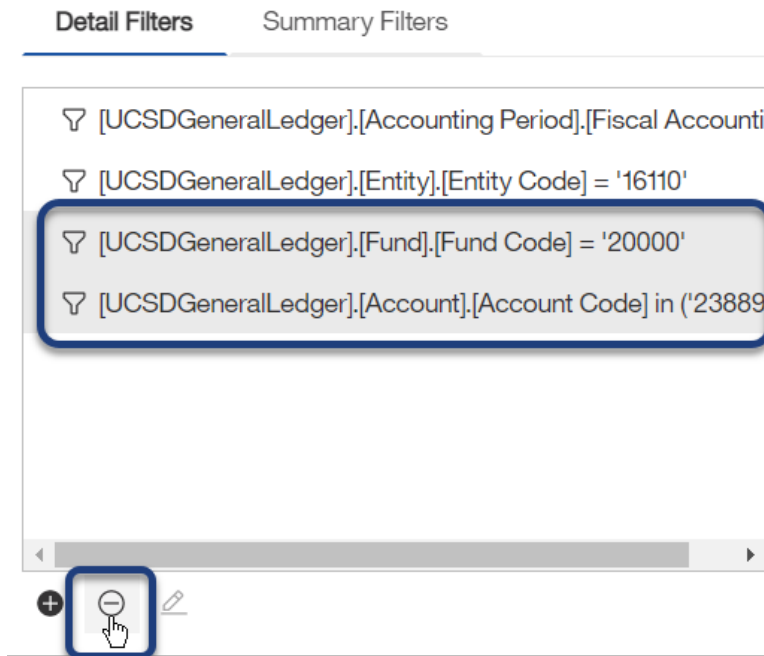 Detail Filters Summary Filters
[UCSDGeneralLedger].[Accounting Period].[Fiscal Accounti
[UCSDGeneralLedger].[Entity].[Entity Code] = '16110'
[UCSDGeneralLedger].[Fund].[Fund Code] = '20000'
[UCSDGeneralLedger].[Account].[Account Code] in ('23889